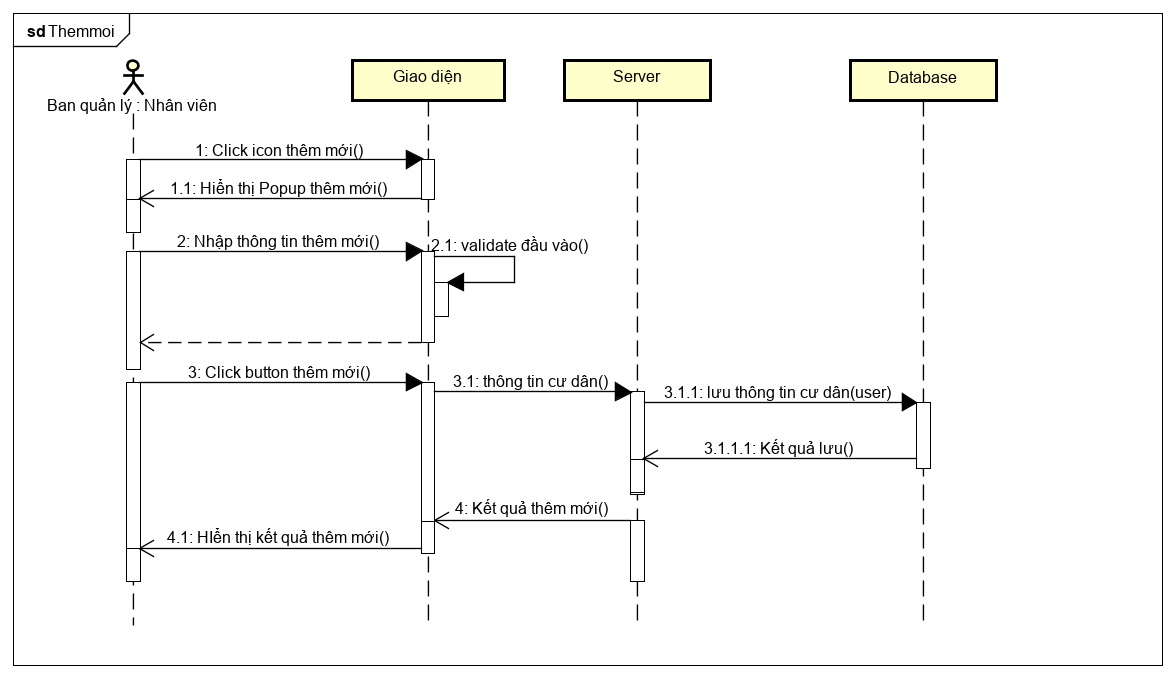 sd Themmoi
Ban quản lý : Nhân viên
Giao diện
Server
Database
1: Click icon thêm mới()
1.1: Hiển thị Popup thêm mới()
2: Nhập thông tin thêm mới()
2.1: validate đầu vào()
3: Click button thêm mới()
3.1: thông tin cư dân()
3.1.1: lưu thông tin cư dân(user)
3.1.1.1: Kết quả lưu()
4: Kết quả thêm mới()
4.1: HIển thị kết quả thêm mới()